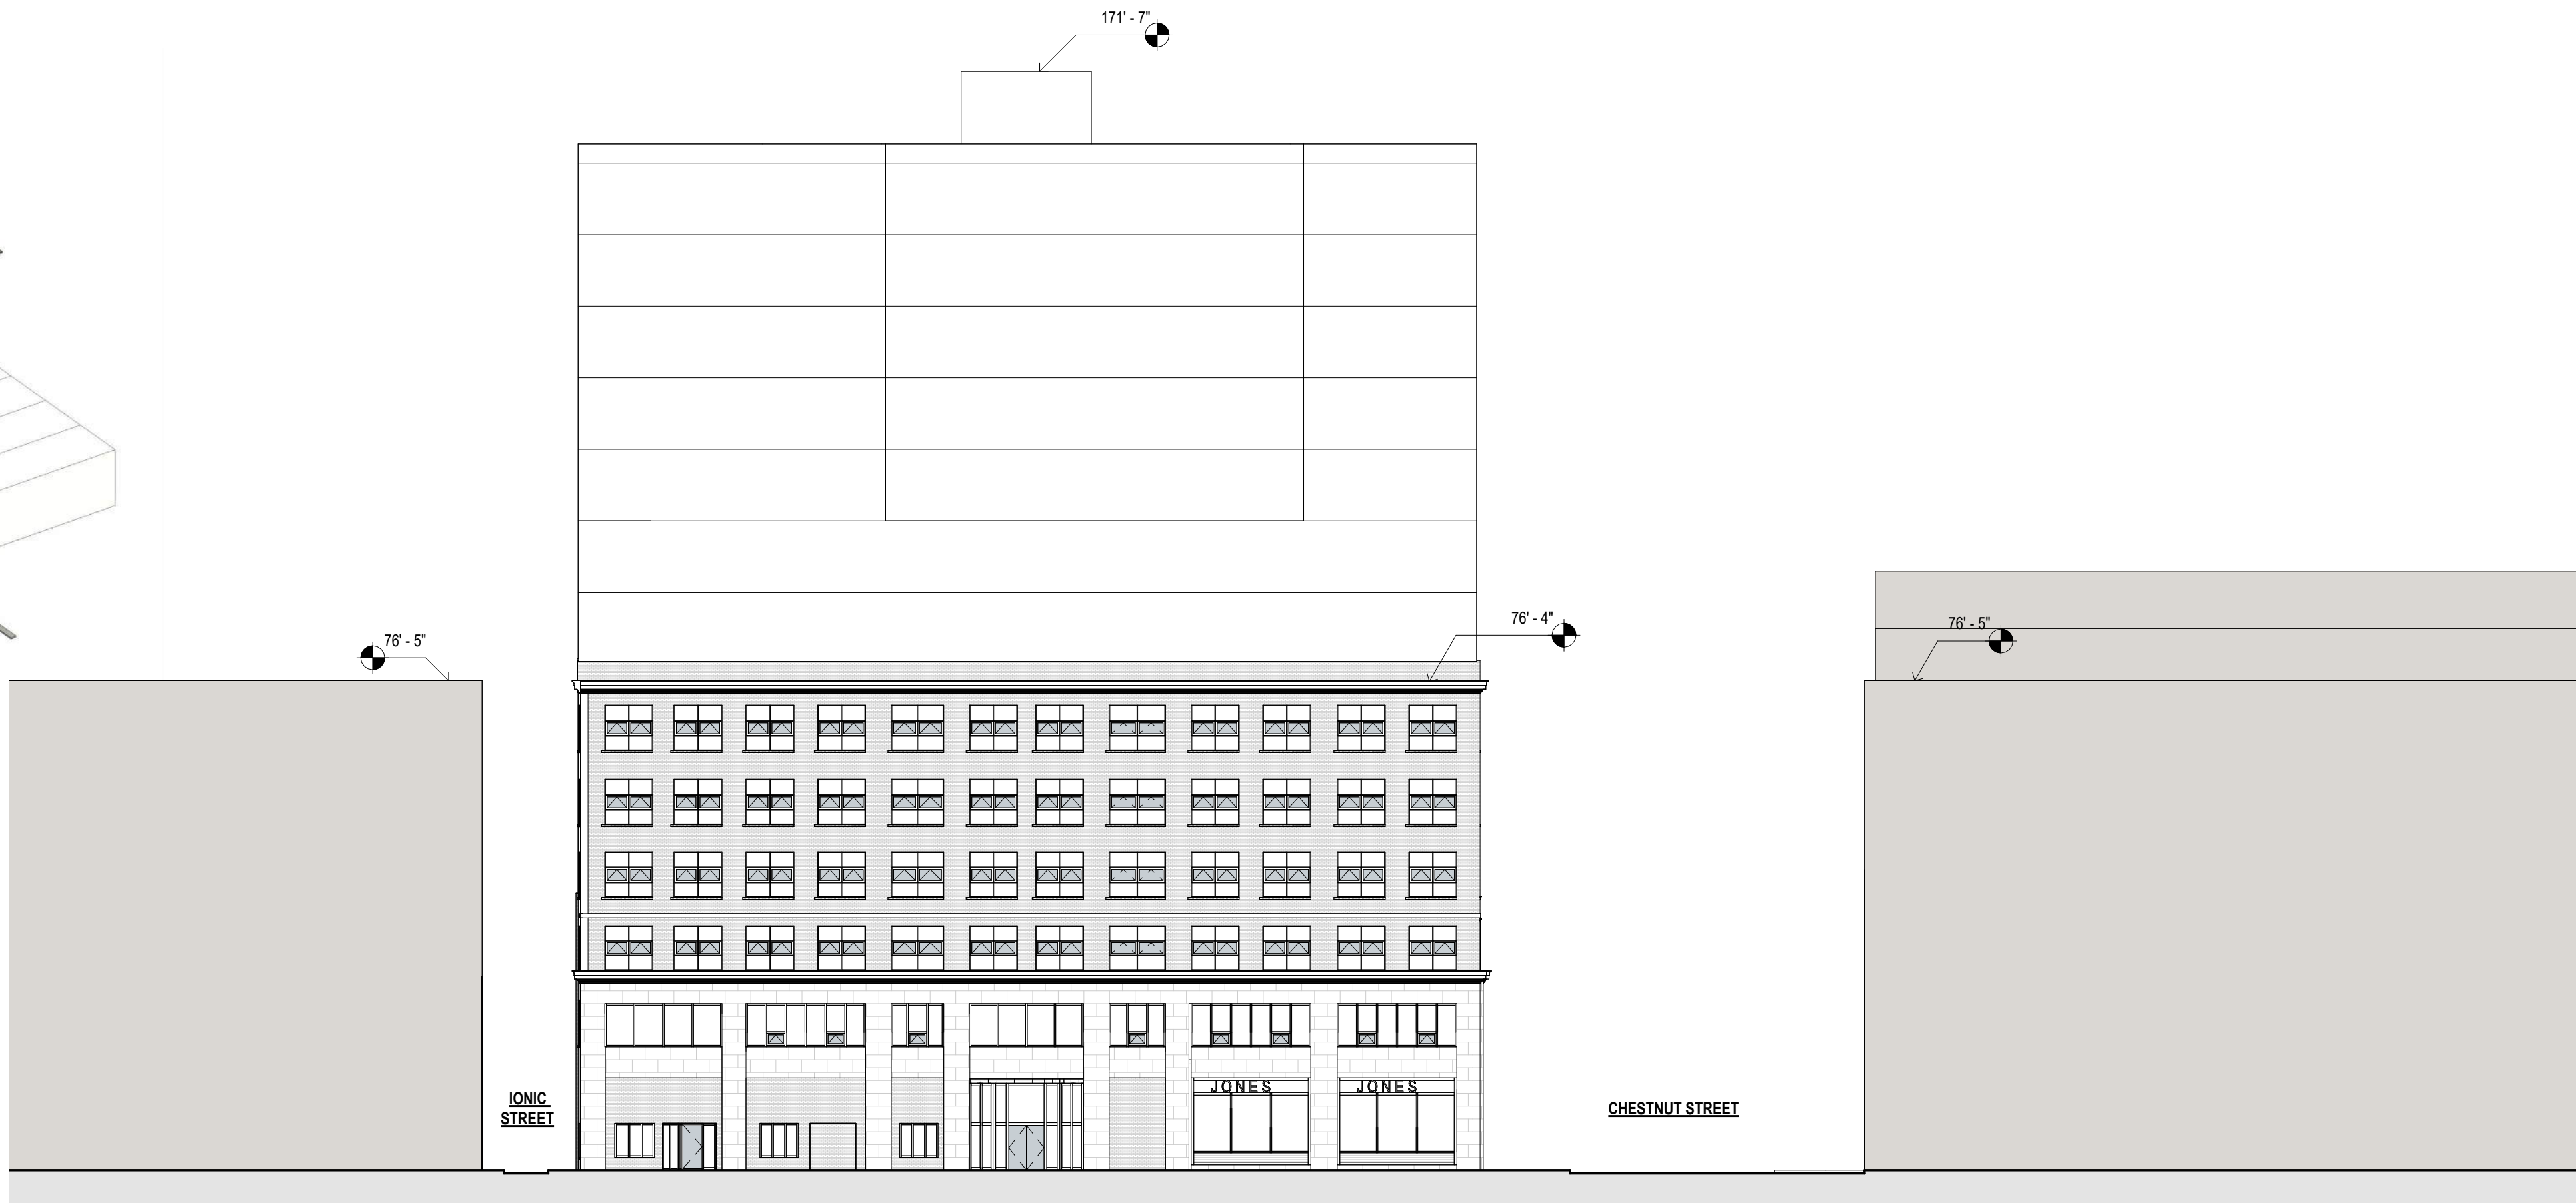 171' - 7"
76' - 4"
76' - 5"
76' - 5"
JONES
JONES
IONIC
STREET
CHESTNUT STREET